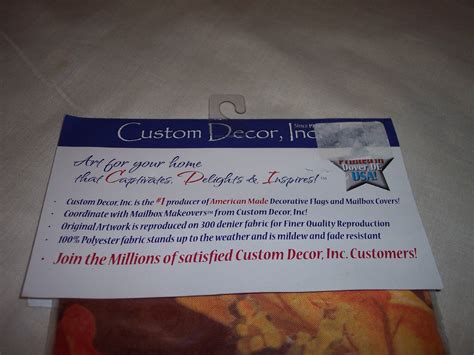 Custom Decor, Inc
Art for your home
that Captivates, Delights & Inspires!™
· Custom Decor, Inc. is the #1 producer of American Made Decorative Flags and Mailbox Covers!
· Coordinate with Mailbox Makeovers™ from Custom Decor, Inc!
· Original Artwork is reproduced on 300 denier fabric for Finer Quality Reproduction
· 100% Polyester fabric stands up to the weather and is mildew and fade resistant
· Join the Millions of satisfied Custom Decor, Inc. Customers!
USA!